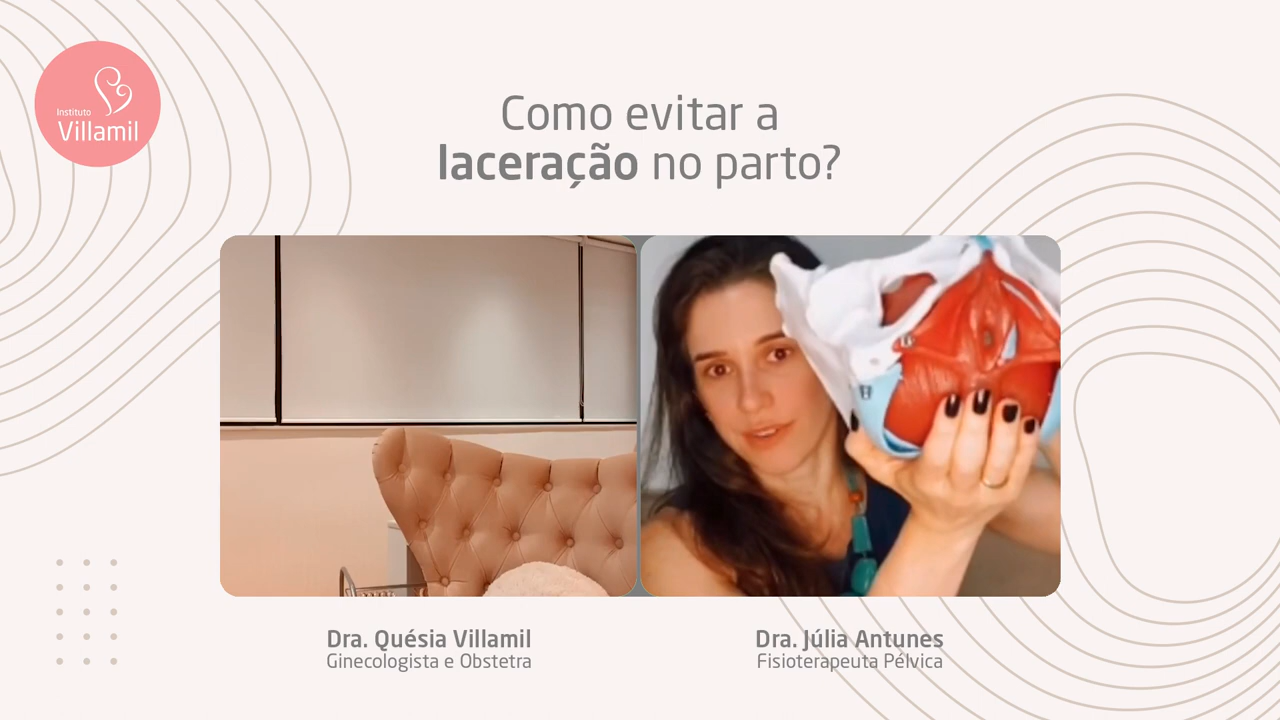 Instituto
Villamil
Como evitar a
laceração no parto?
Dra. Quésia Villamil
Ginecologista e Obstetra
Dra. Júlia Antunes
Fisioterapeuta Pélvica